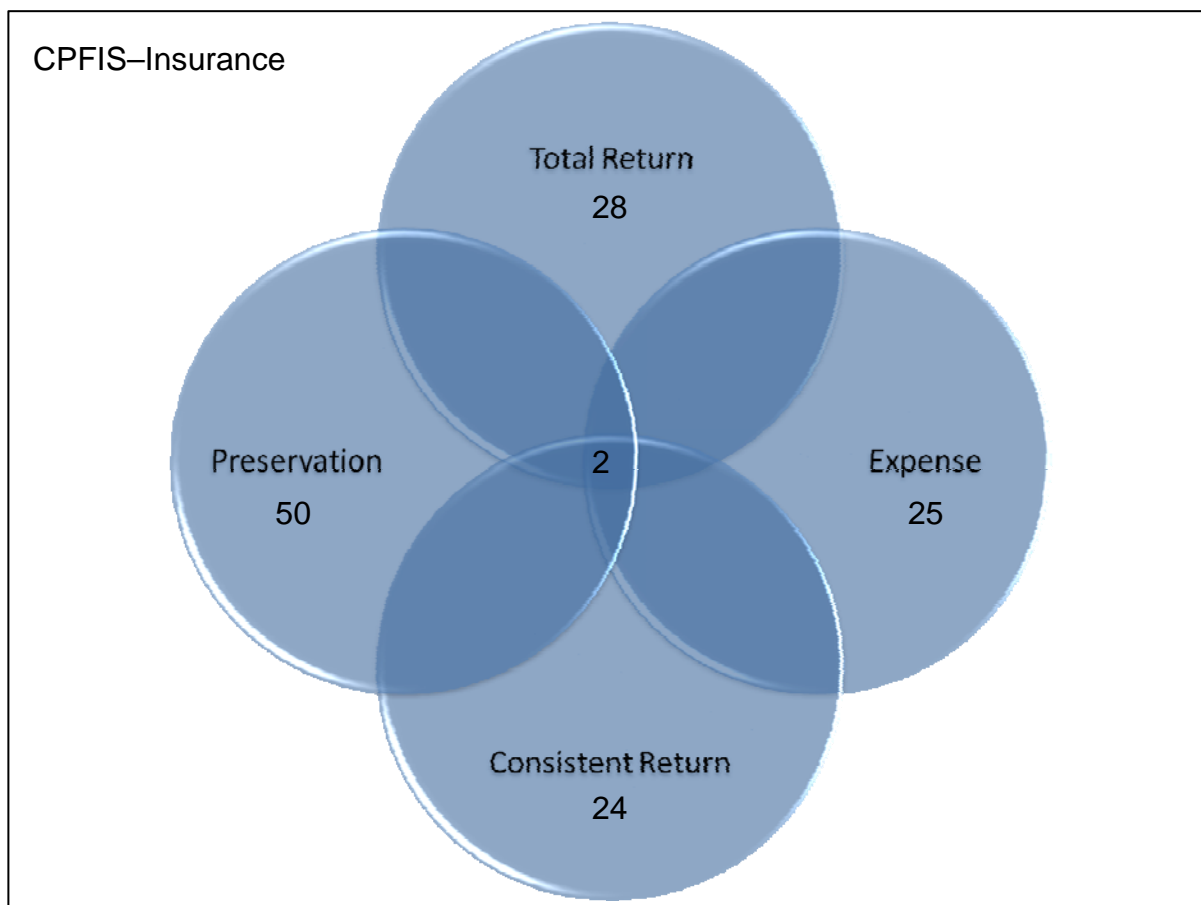 CPFIS–Insurance
Total Return
28
Preservation
50
2
Expense
25
Consistent Return
24